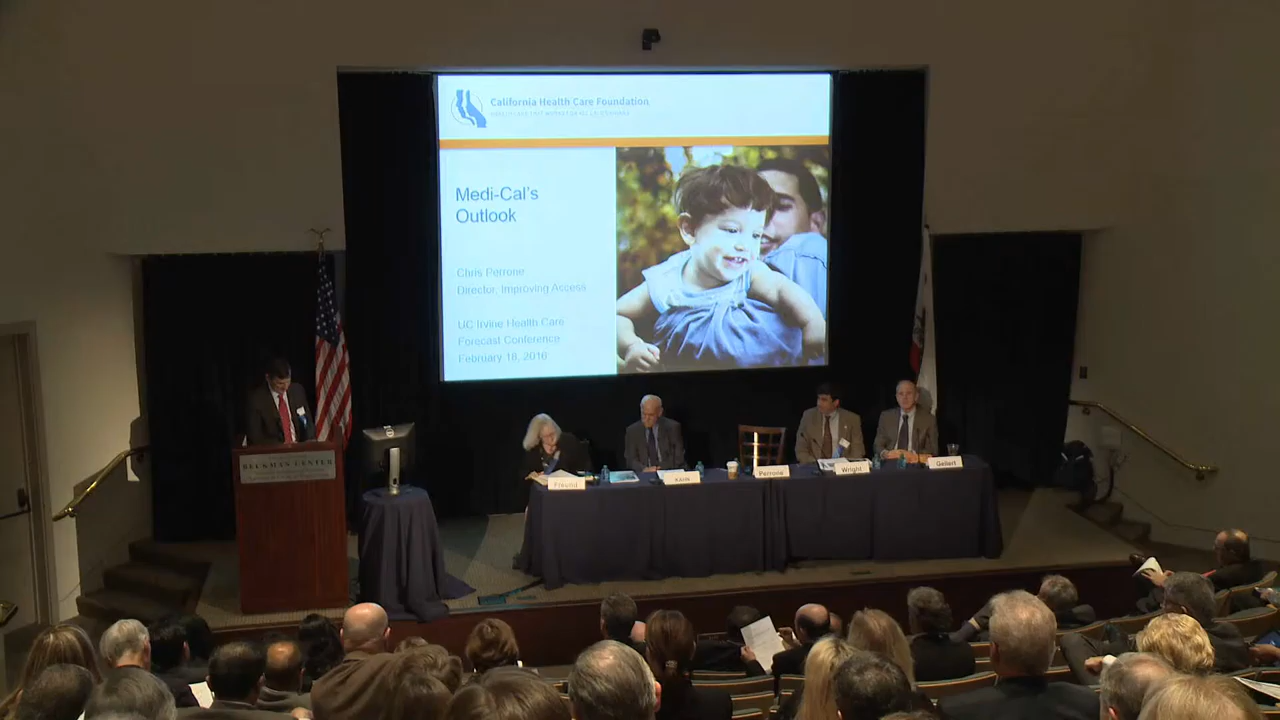 California Health Care Foundation
Medi-Cal's
Outlook
Chris Perrone
Director, Improving Access
UC Irvine Health Care
Forecast Conference
February 18, 2016
BECKMAN CENTER
Freund
KAHN
Perrone
Wright
Gellert